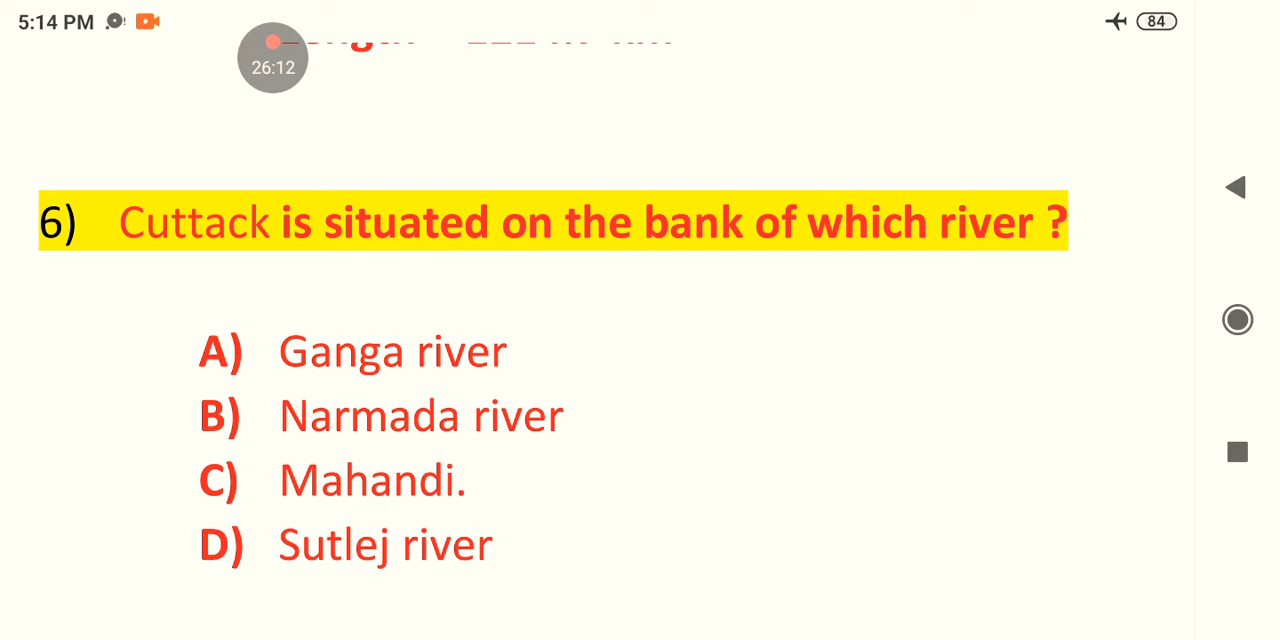 5:14 PM
84
26:12
6) Cuttack is situated on the bank of which river ?
A) Ganga river
B) Narmada river
C) Mahandi.
D) Sutlej river